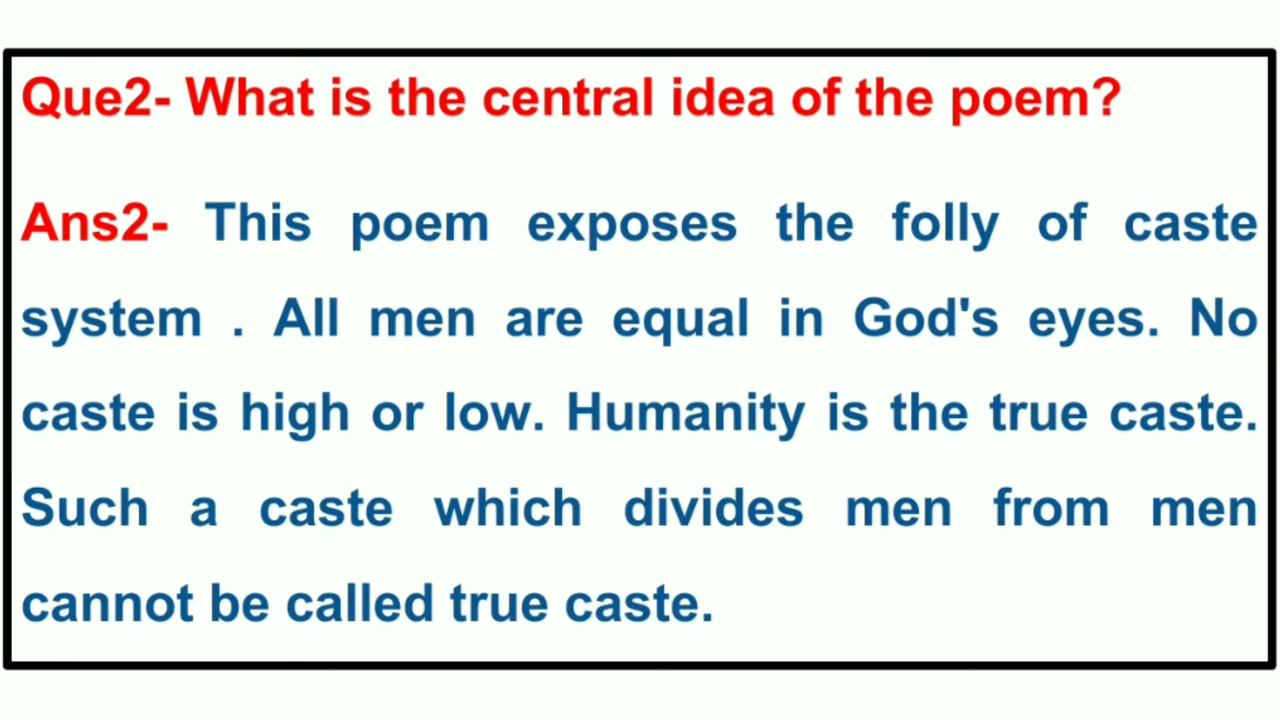 Que2- What is the central idea of the poem?
Ans2- This poem exposes the folly of caste
system . All men are equal in God's eyes. No
caste is high or low. Humanity is the true caste.
Such a caste which divides men from men
cannot be called true caste.